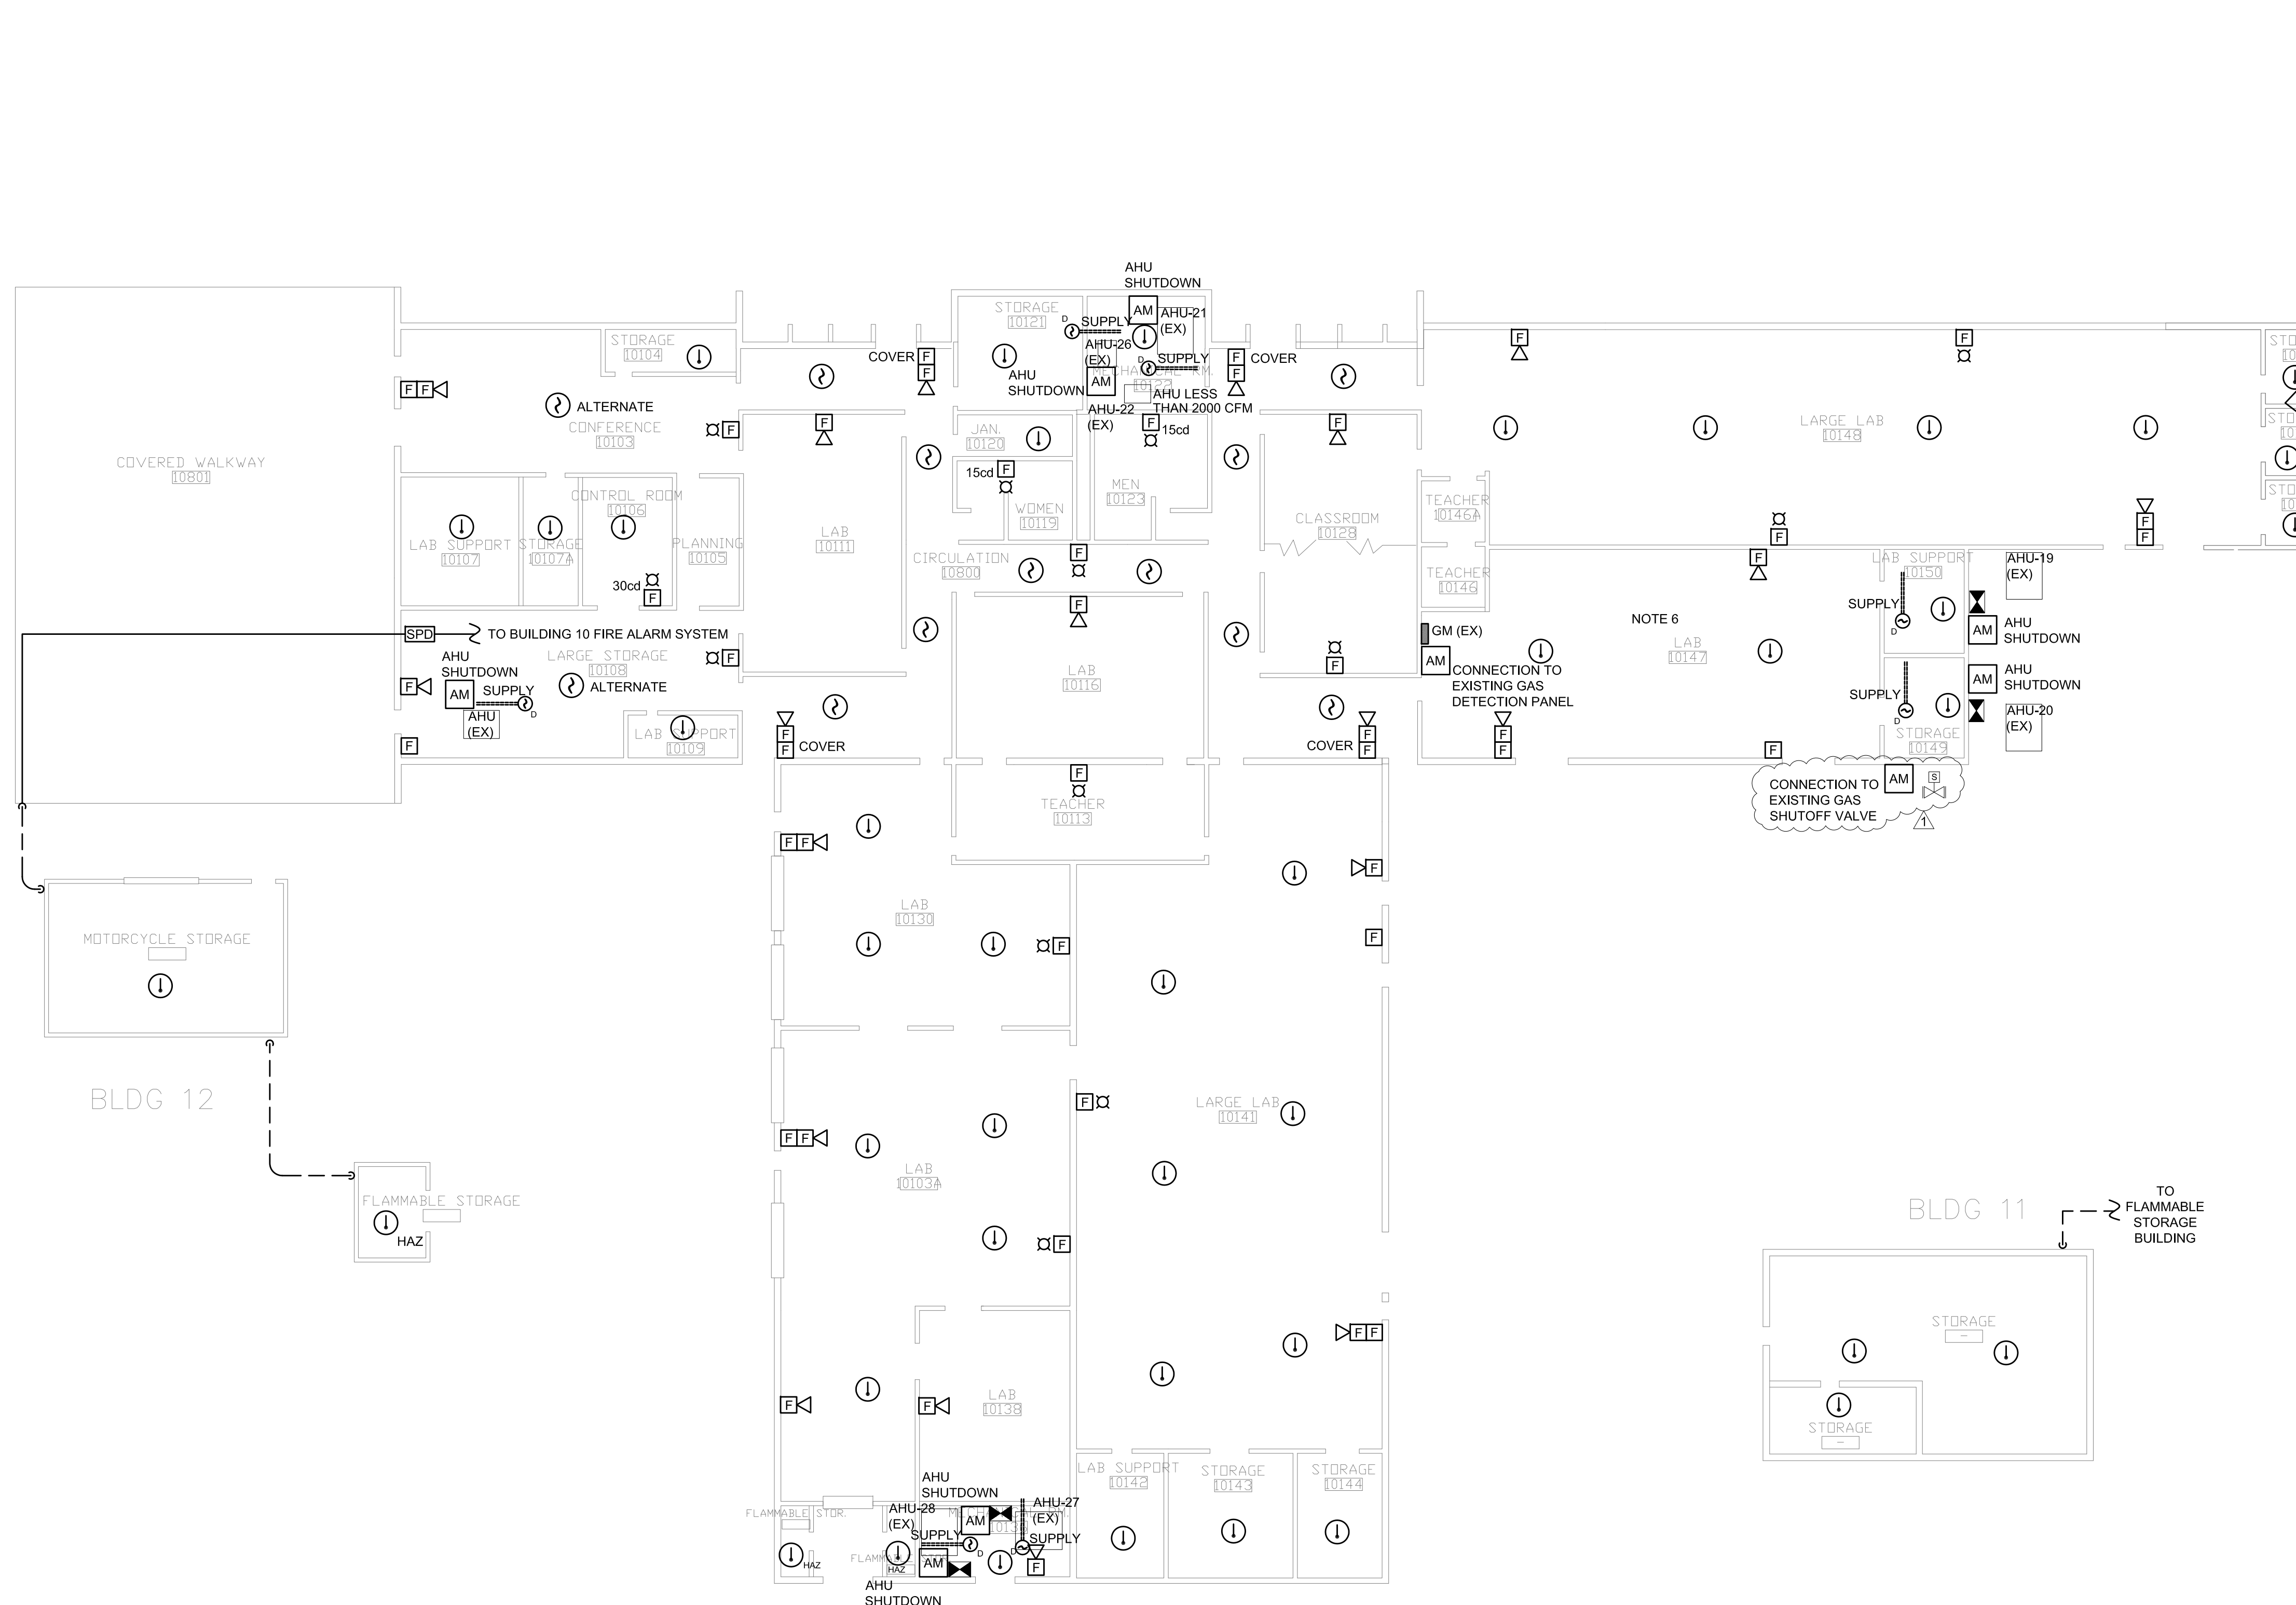 AHU
SHUTDOWN
STORAGE
10121
D
SUPPLY
AM
AHU-21
(EX)
STORAGE
10104
COVER
F
F
AHU-26
(EX)
D
SUPPLY
F
F
COVER
F
F
AHU
SHUTDOWN
AM
MECHANICAL RM.
10122
AHU LESS
THAN 2000 CFM
AHU-22
(EX)
F F
ALTERNATE
CONFERENCE
10103
F
F
JAN.
10120
F
15cd
F
LARGE LAB
10148
COVERED WALKWAY
10801
15cd
F
MEN
10123
TEACHER
10146A
CONTROL ROOM
10106
WOMEN
10119
CLASSROOM
10128
F
F
F
LAB SUPPORT
10107
STORAGE
10107A
PLANNING
10105
LAB
10111
CIRCULATION
10800
F
F
LAB SUPPORT
10150
AHU-19
(EX)
TEACHER
10146
30cd
F
F
SUPPLY
D
NOTE 6
SPD
TO BUILDING 10 FIRE ALARM SYSTEM
GM (EX)
AM
AHU
SHUTDOWN
LAB
10147
AHU
SHUTDOWN
LARGE STORAGE
10108
F
F
AM
CONNECTION TO
EXISTING GAS
DETECTION PANEL
LAB
10116
F
AM
SUPPLY
D
ALTERNATE
AM
AHU
SHUTDOWN
SUPPLY
D
AHU
(EX)
AHU-20
(EX)
F
LAB SUPPORT
10109
F
F
COVER
COVER
F
F
F
F
F
STORAGE
10149
F
TEACHER
10113
CONNECTION TO
EXISTING GAS
SHUTOFF VALVE
AM
S
1
F F
F
LAB
10130
F
F
MOTORCYCLE STORAGE
BLDG 12
F
LARGE LAB
10141
F F
LAB
10103A
FLAMMABLE STORAGE
HAZ
F
BLDG 11
TO
FLAMMABLE
STORAGE
BUILDING
F F
STORAGE
-
STORAGE
-
F
F
LAB
10138
LAB SUPPORT
10142
STORAGE
10143
STORAGE
10144
AHU
SHUTDOWN
FLAMMABLE STOR.
AHU-28
(EX)
AM
AHU-27
(EX)
SUPPLY
D
D
SUPPLY
HAZ
HAZ
AM
F
AHU
SHUTDOWN